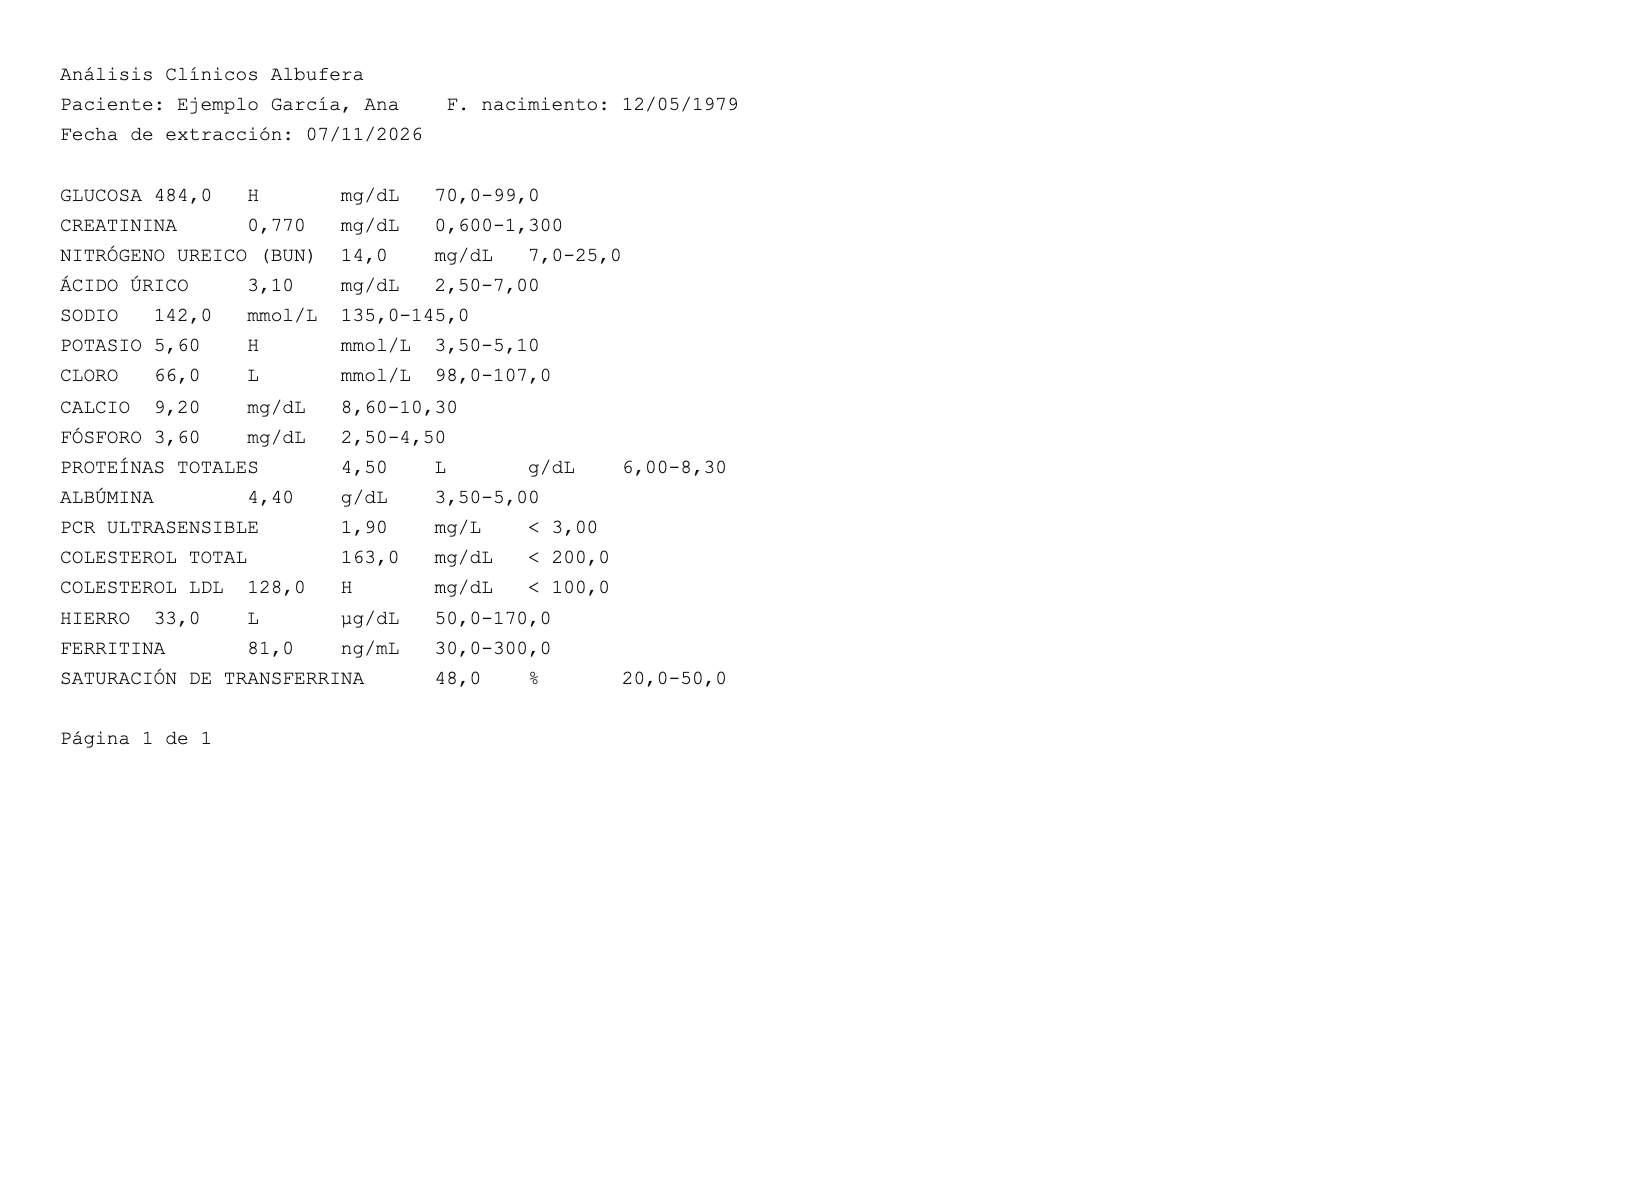 Análisis Clínicos Albufera
Paciente: Ejemplo García, Ana    F. nacimiento: 12/05/1979
Fecha de extracción: 07/11/2026

GLUCOSA 484,0   H       mg/dL   70,0-99,0
CREATININA      0,770   mg/dL   0,600-1,300
NITRÓGENO UREICO (BUN)  14,0    mg/dL   7,0-25,0
ÁCIDO ÚRICO     3,10    mg/dL   2,50-7,00
SODIO   142,0   mmol/L  135,0-145,0
POTASIO 5,60    H       mmol/L  3,50-5,10
CLORO   66,0    L       mmol/L  98,0-107,0
CALCIO  9,20    mg/dL   8,60-10,30
FÓSFORO 3,60    mg/dL   2,50-4,50
PROTEÍNAS TOTALES       4,50    L       g/dL    6,00-8,30
ALBÚMINA        4,40    g/dL    3,50-5,00
PCR ULTRASENSIBLE       1,90    mg/L    < 3,00
COLESTEROL TOTAL        163,0   mg/dL   < 200,0
COLESTEROL LDL  128,0   H       mg/dL   < 100,0
HIERRO  33,0    L       µg/dL   50,0-170,0
FERRITINA       81,0    ng/mL   30,0-300,0
SATURACIÓN DE TRANSFERRINA      48,0    %       20,0-50,0

Página 1 de 1